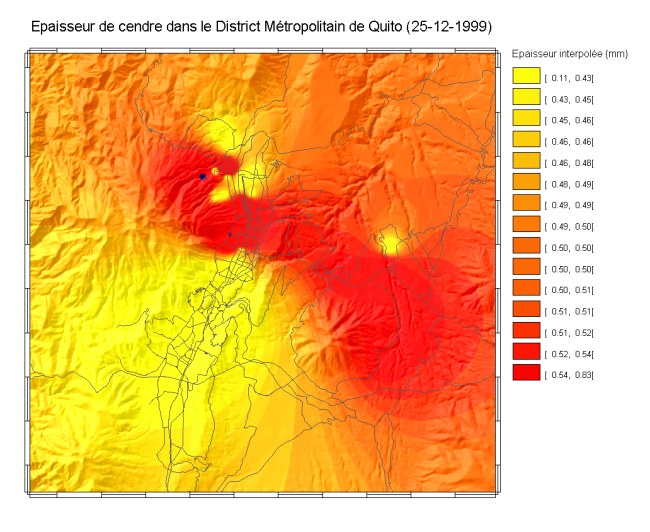 Epaisseur de cendre dans le District Métropolitain de Quito (25-12-1999)
Epaisseur interpolée (mm)
[ 0.11, 0.43[
[ 0.43, 0.45[
[ 0.45, 0.46[
[ 0.46, 0.46[
[ 0.46, 0.48[
[ 0.48, 0.49[
[ 0.49, 0.49[
[ 0.49, 0.50[
[ 0.50, 0.50[
[ 0.50, 0.50[
[ 0.50, 0.51[
[ 0.51, 0.51[
[ 0.51, 0.52[
[ 0.52, 0.54[
[ 0.54, 0.83[